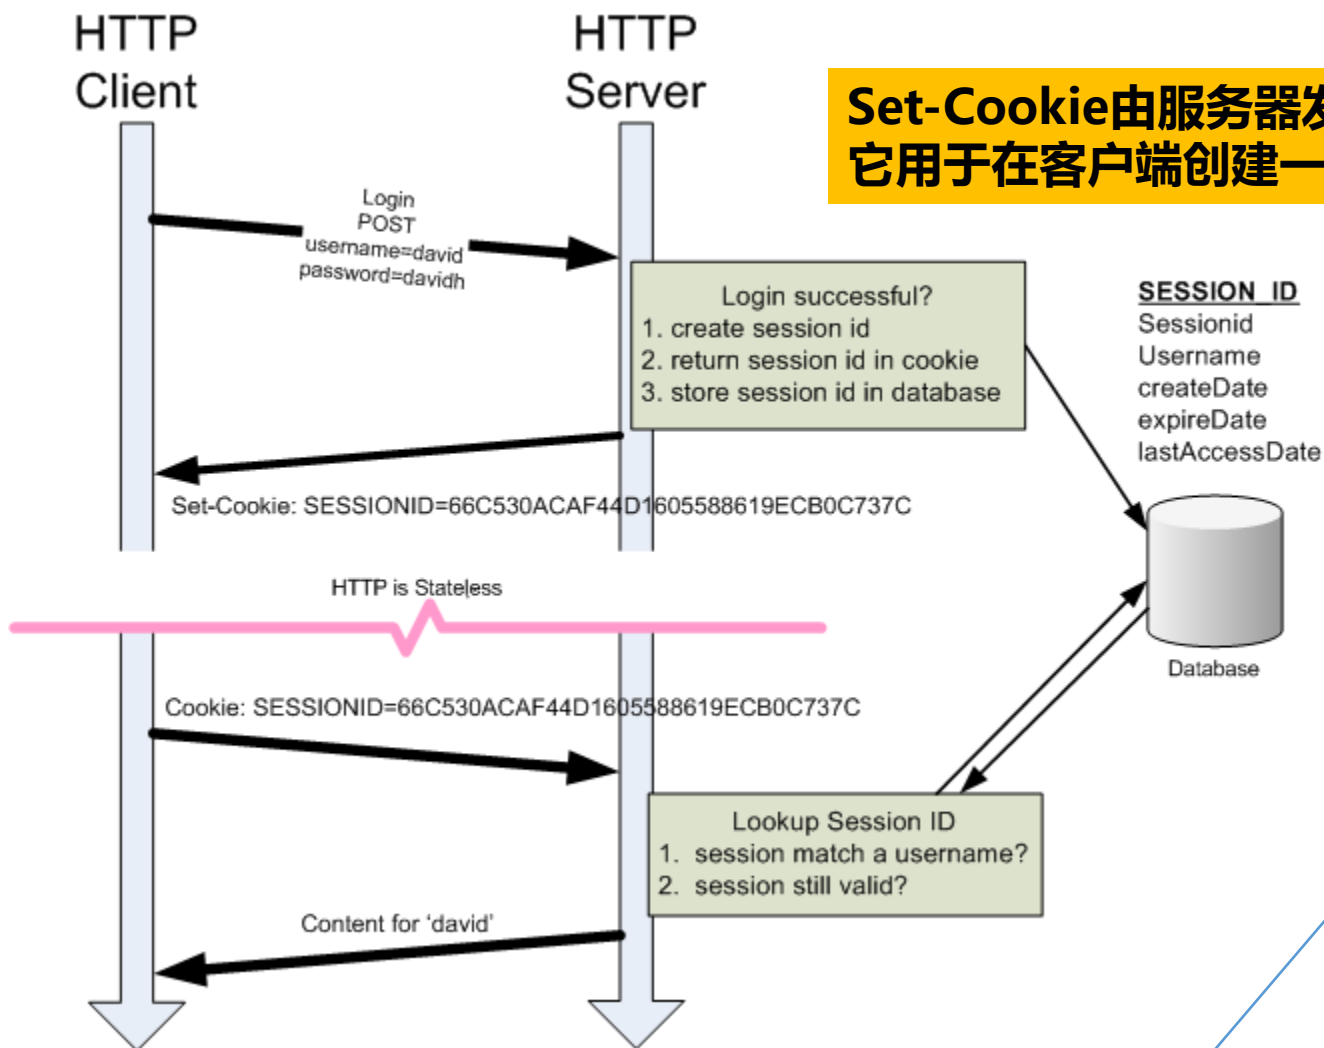 HTTP
Client
HTTP
Server
Set-Cookie由服务器发
它用于在客户端创建一
Login
POST
username=david
password=davidh
Login successful?
1. create session id
2. return session id in cookie
3. store session id in database
SESSION_ID
Sessionid
Username
createDate
expireDate
lastAccessDate
Set-Cookie: SESSIONID=66C530ACAF44D1605588619ECB0C737C
HTTP is Stateless
Database
Cookie: SESSIONID=66C530ACAF44D1605588619ECB0C737C
Lookup Session ID
1. session match a username?
2. session still valid?
Content for ‘david’